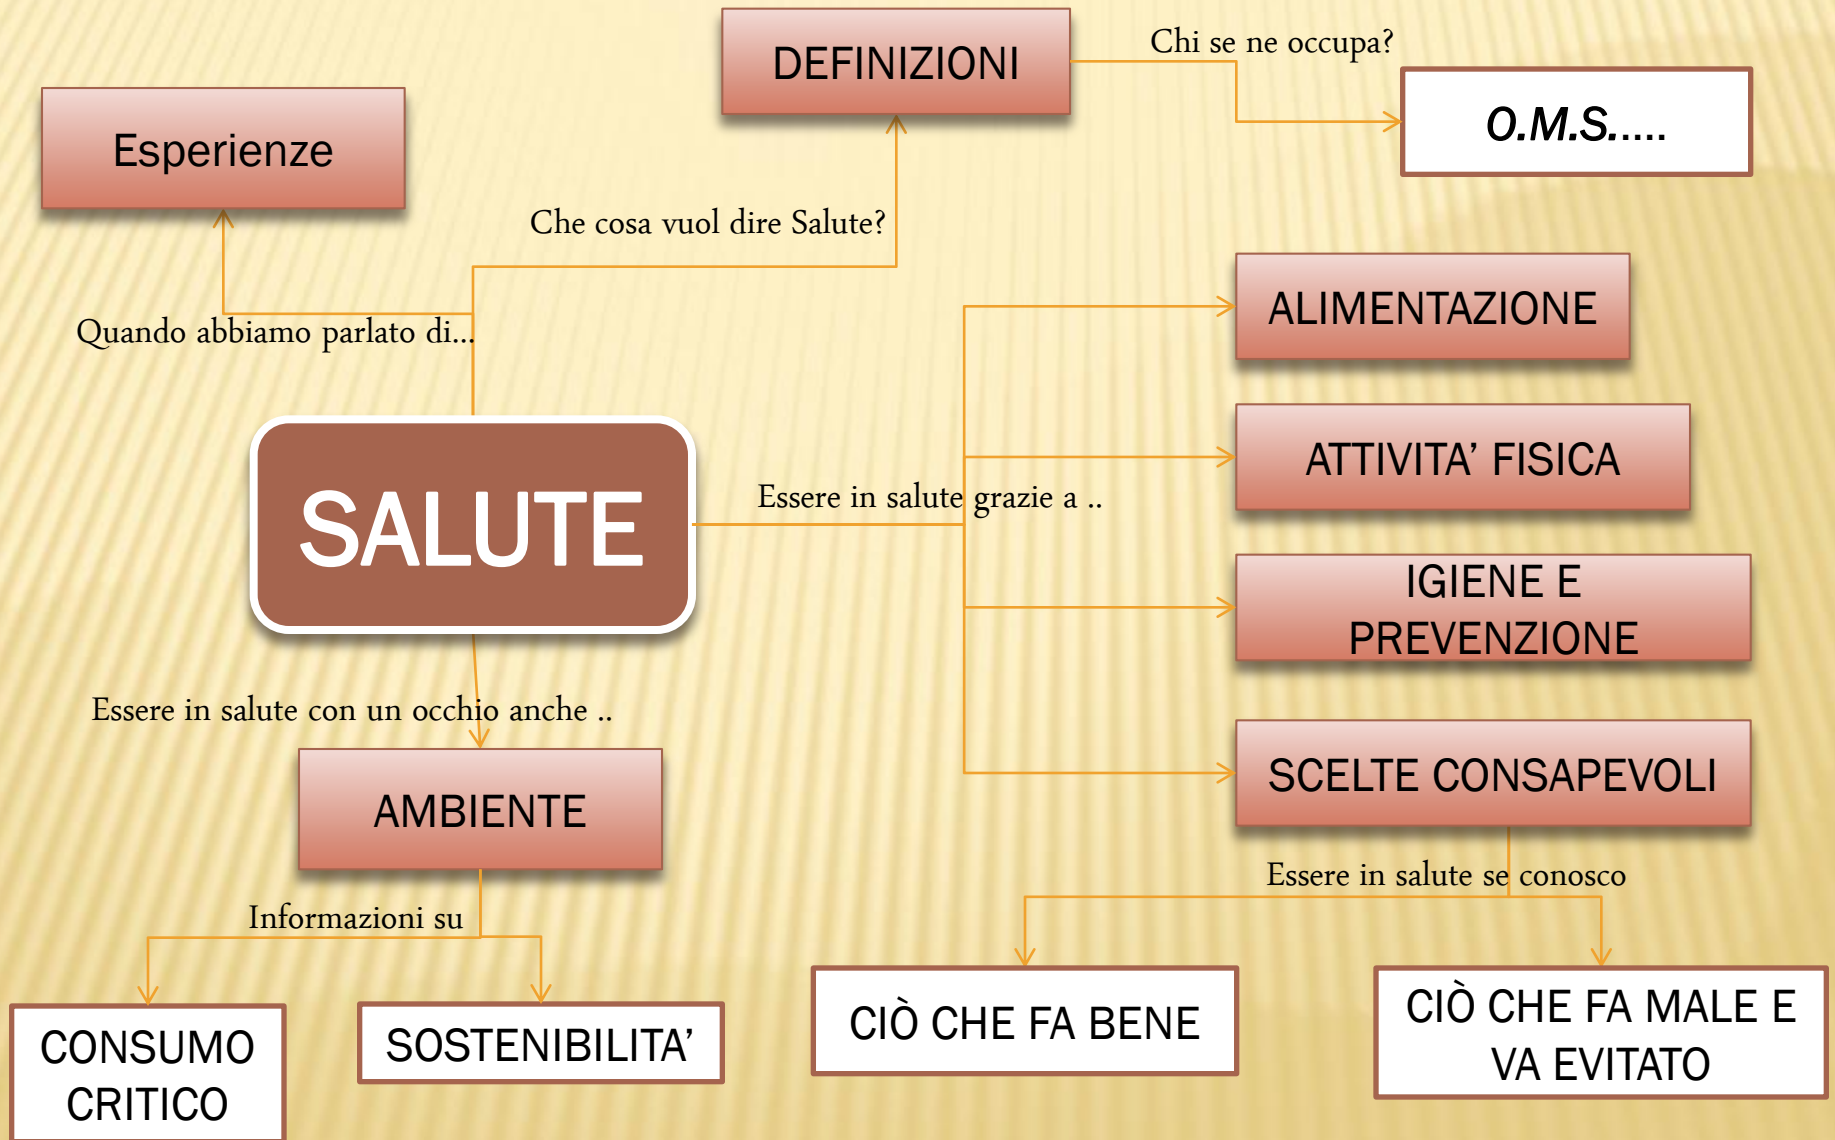 DEFINIZIONI
Chi se ne occupa?
O.M.S.....
Esperienze
Che cosa vuol dire Salute?
Quando abbiamo parlato di...
ALIMENTAZIONE
ATTIVITA’ FISICA
SALUTE
Essere in salute grazie a ..
IGIENE E
PREVENZIONE
Essere in salute con un occhio anche ..
SCELTE CONSAPEVOLI
AMBIENTE
Essere in salute se conosco
Informazioni su
CONSUMO
CRITICO
SOSTENIBILITA’
CIÒ CHE FA BENE
CIÒ CHE FA MALE E
VA EVITATO